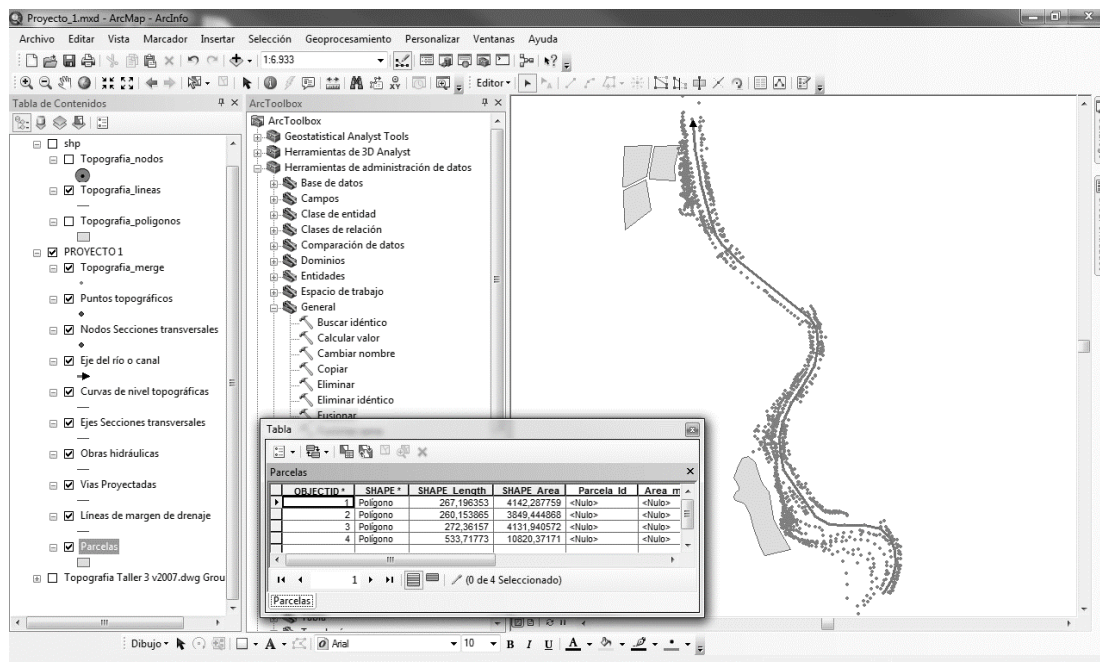 Proyecto_1.mxd - ArcMap - ArcInfo
Archivo Editar Vista Marcador Insertar Selección Geoprocesamiento Personalizar Ventanas Ayuda
1:6.933
Editor
Tabla de Contenidos
shp
Topografia_nodos
Topografia_lineas
Topografia_poligonos
PROYECTO 1
Topografia_merge
Puntos topográficos
Nodos Secciones transversales
Eje del río o canal
Curvas de nivel topográficas
Ejes Secciones transversales
Obras hidráulicas
Vias Proyectadas
Líneas de margen de drenaje
Parcelas
Topografia Taller 3 v2007.dwg Grou
ArcToolbox
ArcToolbox
Geostatistical Analyst Tools
Herramientas de 3D Analyst
Herramientas de administración de datos
Base de datos
Campos
Clase de entidad
Clases de relación
Comparación de datos
Dominios
Entidades
Espacio de trabajo
General
Buscar idéntico
Calcular valor
Cambiar nombre
Copiar
Eliminar
Eliminar idéntico
Fusionar
Tabla
Parcelas
OBJECTID * SHAPE * SHAPE_Length SHAPE_Area Parcela_Id Area_m
1 Polígono 267,196353 4142,287759 <Nulo> <Nulo>
2 Polígono 260,153865 3849,444868 <Nulo> <Nulo>
3 Polígono 272,36157 4131,940572 <Nulo> <Nulo>
4 Polígono 533,71773 10820,37171 <Nulo> <Nulo>
1 (0 de 4 Seleccionado)
Parcelas
Tabla
Dibujo A Arial 10 B I U A